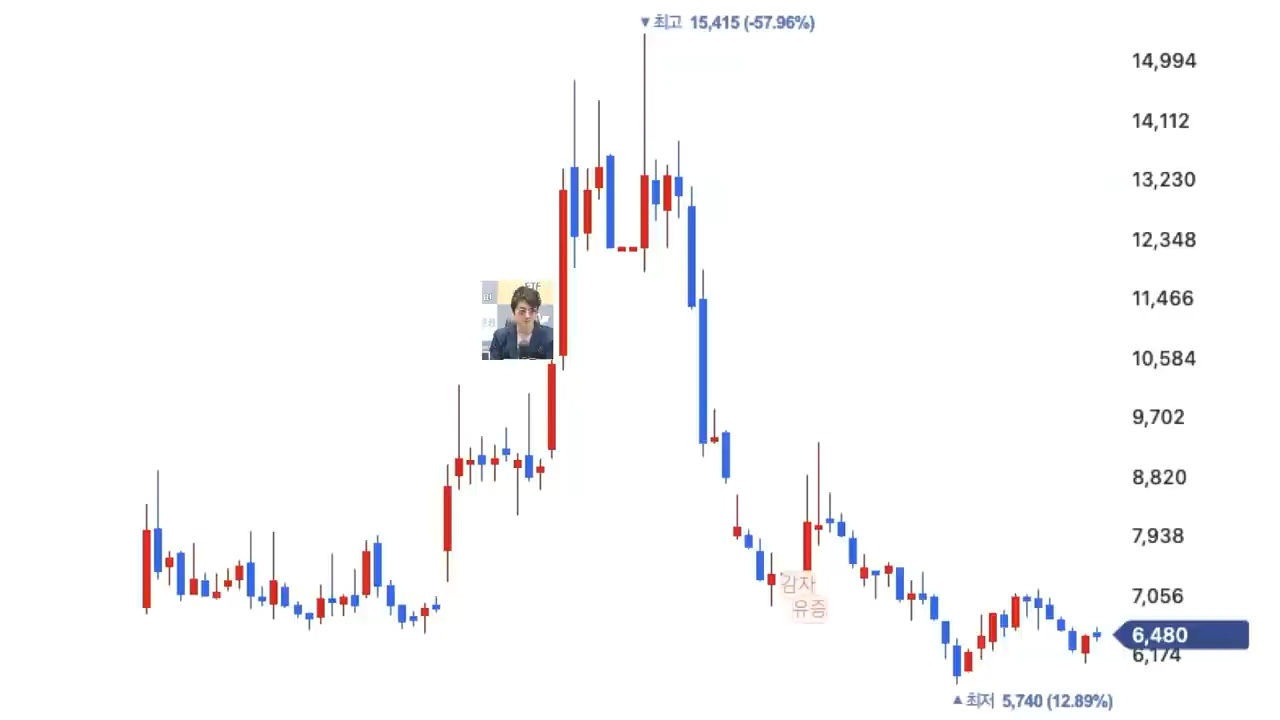 ▼최고 15,415 (-57.96%)
14,994
14,112
13,230
12,348
ETF
11,466
10,584
9,702
8,820
7,938
감자
7,056
유증
6,480
6,174
▲최저 5,740 (12.89%)